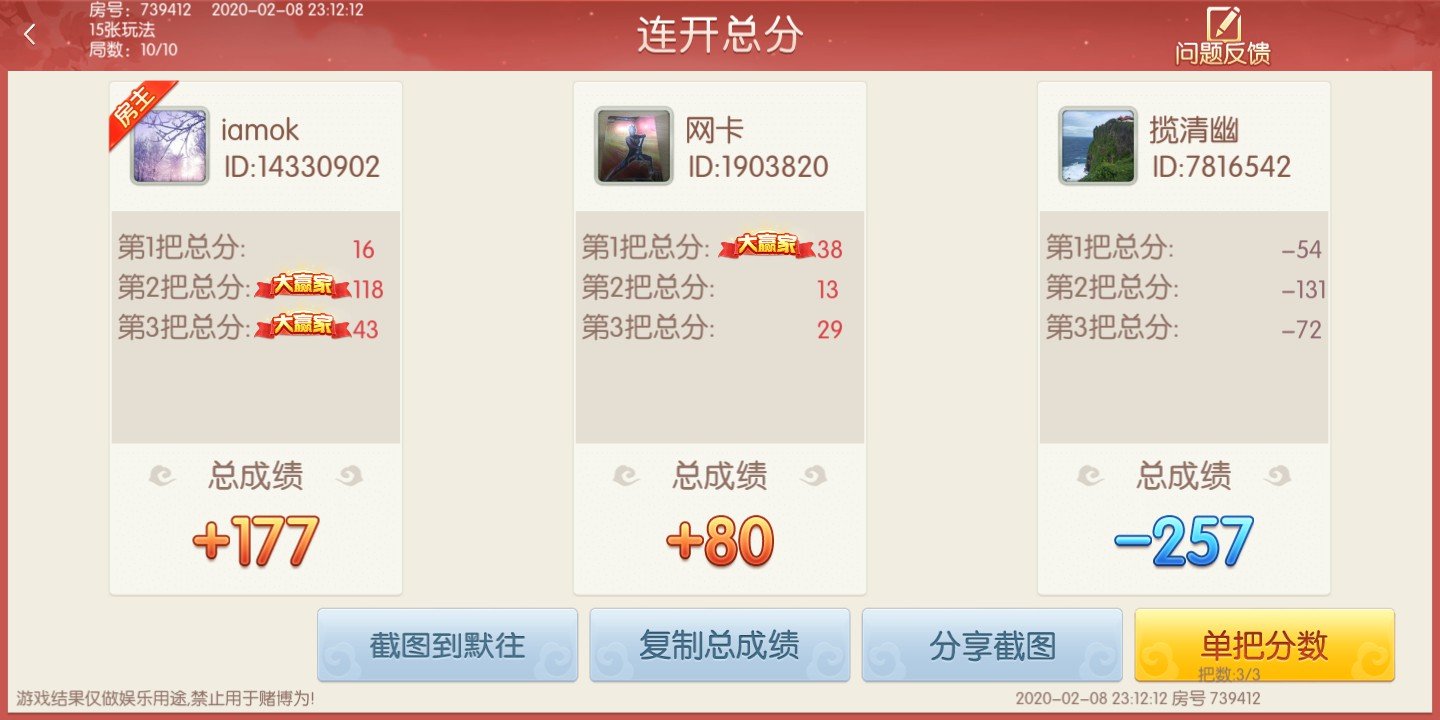 房号：739412 2020-02-08 23:12:12
15张玩法
局数：10/10
连开总分
问题反馈
房主
iamok
ID:14330902
第1把总分: 16
第2把总分: 大赢家 118
第3把总分: 大赢家 43
总成绩
+177
网卡
ID:1903820
第1把总分: 大赢家 38
第2把总分: 13
第3把总分: 29
总成绩
+80
揽清幽
ID:7816542
第1把总分: -54
第2把总分: -131
第3把总分: -72
总成绩
-257
截图到默往
复制总成绩
分享截图
单把分数
把数:3/3
游戏结果仅做娱乐用途,禁止用于赌博为!
2020-02-08 23:12:12 房号 739412